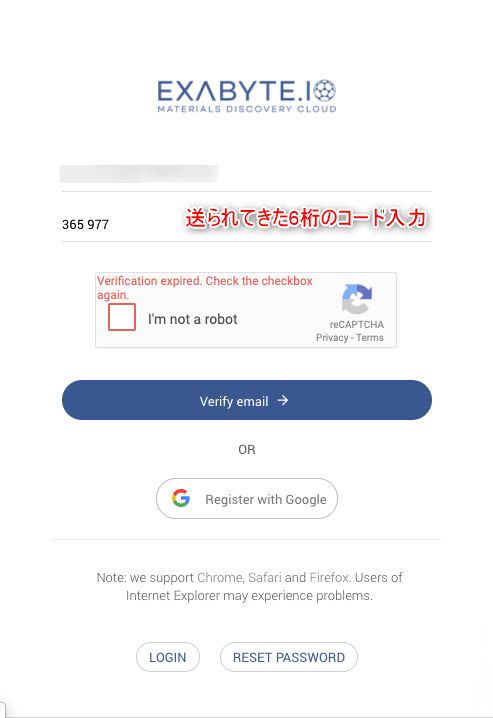 EXABYTE.IO
MATERIALS DISCOVERY CLOUD
365 977
送られてきた6桁のコード入力
Verification expired. Check the checkbox
again.
I'm not a robot
reCAPTCHA
Privacy - Terms
Verify email
OR
Register with Google
Note: we support Chrome, Safari and Firefox. Users of
Internet Explorer may experience problems.
LOGIN
RESET PASSWORD